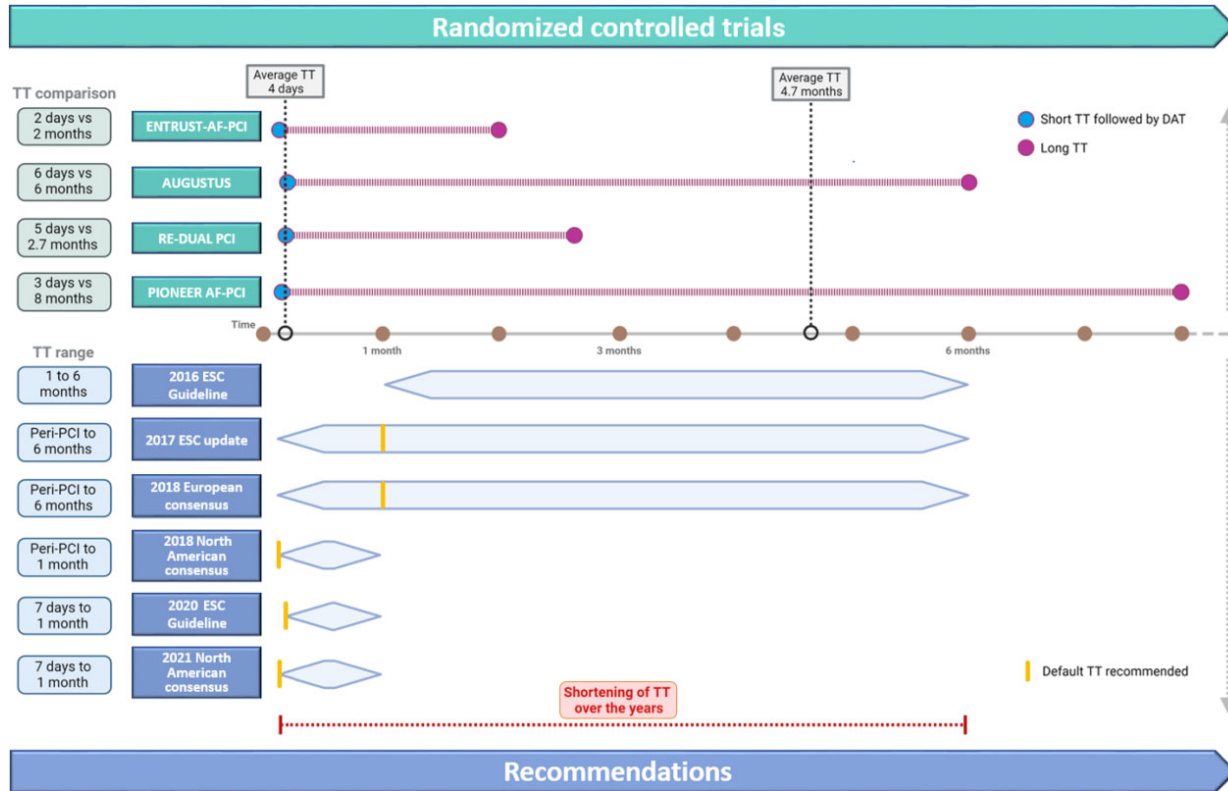 Randomized controlled trials
Average TT
4 days
Average TT
4.7 months
TT comparison
2 days vs
2 months
ENTRUST-AF-PCI
Short TT followed by DAT
Long TT
6 days vs
6 months
AUGUSTUS
5 days vs
2.7 months
RE-DUAL PCI
3 days vs
8 months
PIONEER AF-PCI
Time
1 month
3 months
6 months
TT range
1 to 6
months
2016 ESC
Guideline
Peri-PCI to
6 months
2017 ESC update
Peri-PCI to
6 months
2018 European
consensus
Peri-PCI to
1 month
2018 North
American
consensus
7 days to
1 month
2020 ESC
Guideline
7 days to
1 month
2021 North
American
consensus
Default TT recommended
Shortening of TT
over the years
Recommendations